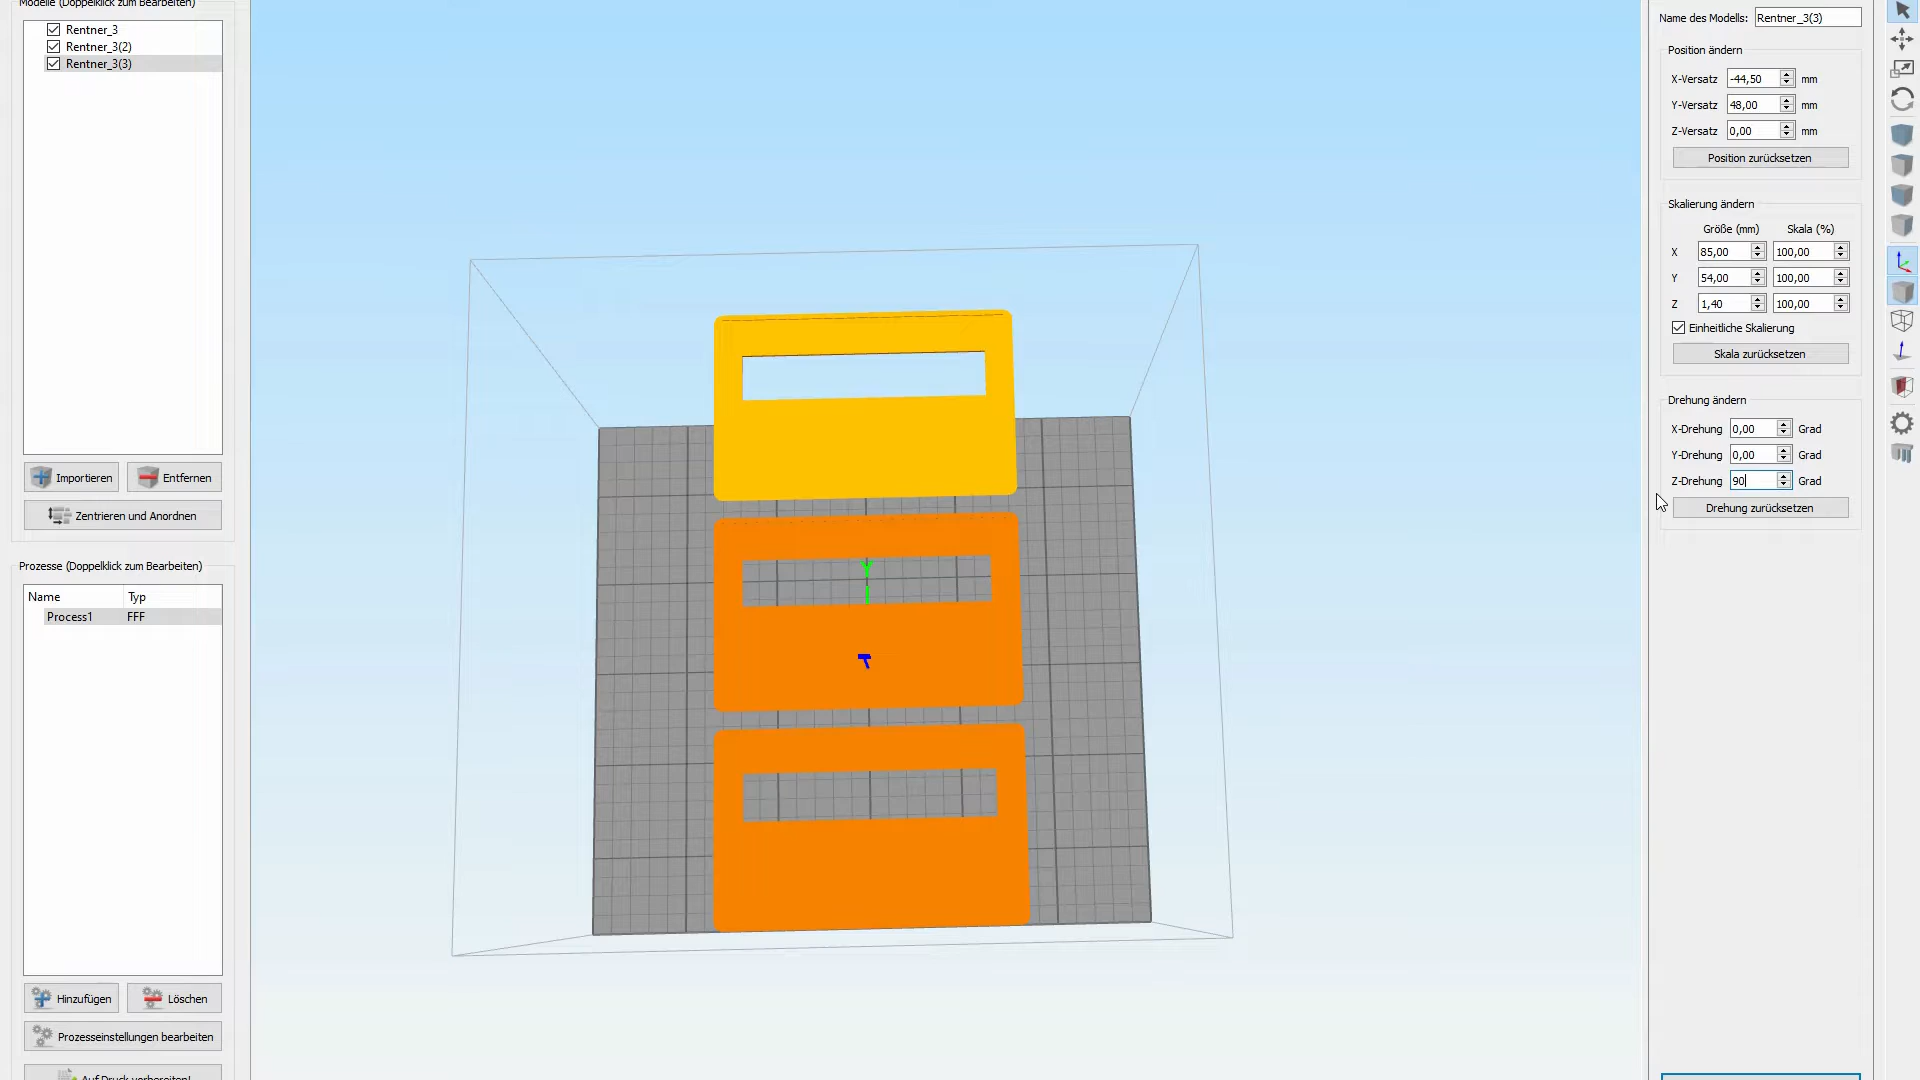 Modelle (Doppelklick zum Bearbeiten)
Rentner_3
Rentner_3(2)
Rentner_3(3)
Importieren
Entfernen
Zentrieren und Anordnen
Prozesse (Doppelklick zum Bearbeiten)
Name Typ
Process1 FFF
Hinzufügen
Löschen
Prozesseinstellungen bearbeiten
Auf Druck vorbereiten!
Y
Name des Modells: Rentner_3(3)
Position ändern
X-Versatz -44,50 mm
Y-Versatz 48,00 mm
Z-Versatz 0,00 mm
Position zurücksetzen
Skalierung ändern
Größe (mm) Skala (%)
X 85,00 100,00
Y 54,00 100,00
Z 1,40 100,00
Einheitliche Skalierung
Skala zurücksetzen
Drehung ändern
X-Drehung 0,00 Grad
Y-Drehung 0,00 Grad
Z-Drehung 90 Grad
Drehung zurücksetzen